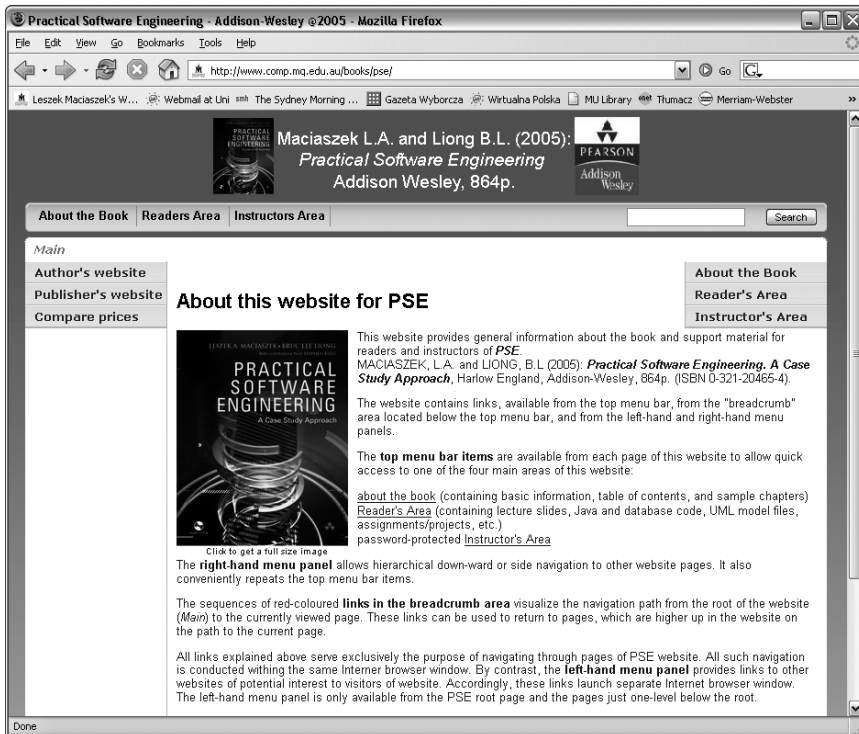 Practical Software Engineering - Addison-Wesley @2005 - Mozilla Firefox
File Edit View Go Bookmarks Tools Help
http://www.comp.mq.edu.au/books/pse/ Go G
Leszek Maciaszek's W... Webmail at Uni smh The Sydney Morning ... Gazeta Wyborcza Wirtualna Polska MU Library Tłumacz Merriam-Webster »
PRACTICAL
SOFTWARE
ENGINEERING
Maciaszek L.A. and Liong B.L. (2005):
Practical Software Engineering
Addison Wesley, 864p.
PEARSON
Addison
Wesley
About the Book Readers Area Instructors Area Search
Main
Author's website
Publisher's website
Compare prices
About the Book
Reader's Area
Instructor's Area
About this website for PSE
LESZEK A. MACIASZEK • BRUC LEE LIONG
PRACTICAL
SOFTWARE
ENGINEERING
A Case Study Approach
Click to get a full size image
This website provides general information about the book and support material for
readers and instructors of PSE.
MACIASZEK, L.A. and LIONG, B.L (2005): Practical Software Engineering. A Case
Study Approach, Harlow England, Addison-Wesley, 864p. (ISBN 0-321-20465-4).
The website contains links, available from the top menu bar, from the "breadcrumb"
area located below the top menu bar, and from the left-hand and right-hand menu
panels.
The top menu bar items are available from each page of this website to allow quick
access to one of the four main areas of this website:
about the book (containing basic information, table of contents, and sample chapters)
Reader's Area (containing lecture slides, Java and database code, UML model files,
assignments/projects, etc.)
password-protected Instructor's Area
The right-hand menu panel allows hierarchical down-ward or side navigation to other website pages. It also
conveniently repeats the top menu bar items.
The sequences of red-coloured links in the breadcrumb area visualize the navigation path from the root of the website
(Main) to the currently viewed page. These links can be used to return to pages, which are higher up in the website on
the path to the current page.
All links explained above serve exclusively the purpose of navigating through pages of PSE website. All such navigation
is conducted withing the same Internet browser window. By contrast, the left-hand menu panel provides links to other
websites of potential interest to visitors of website. Accordingly, these links launch separate Internet browser window.
The left-hand menu panel is only available from the PSE root page and the pages just one-level below the root.
Done